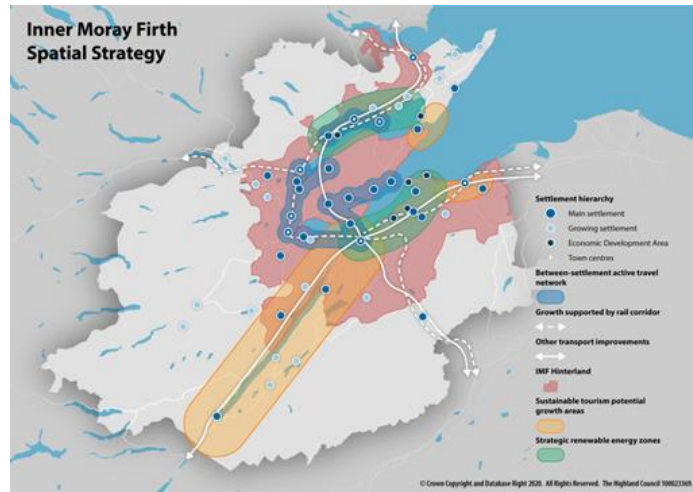 Inner Moray Firth
Spatial Strategy
Settlement hierarchy
Main settlement
Growing settlement
Economic Development Area
Town centres
Between-settlement active travel
network
Growth supported by rail corridor
Other transport improvements
IMF Hinterland
Sustainable tourism potential
growth areas
Strategic renewable energy zones
© Crown Copyright and Database Right 2020. All Rights Reserved. The Highland Council 100023369.